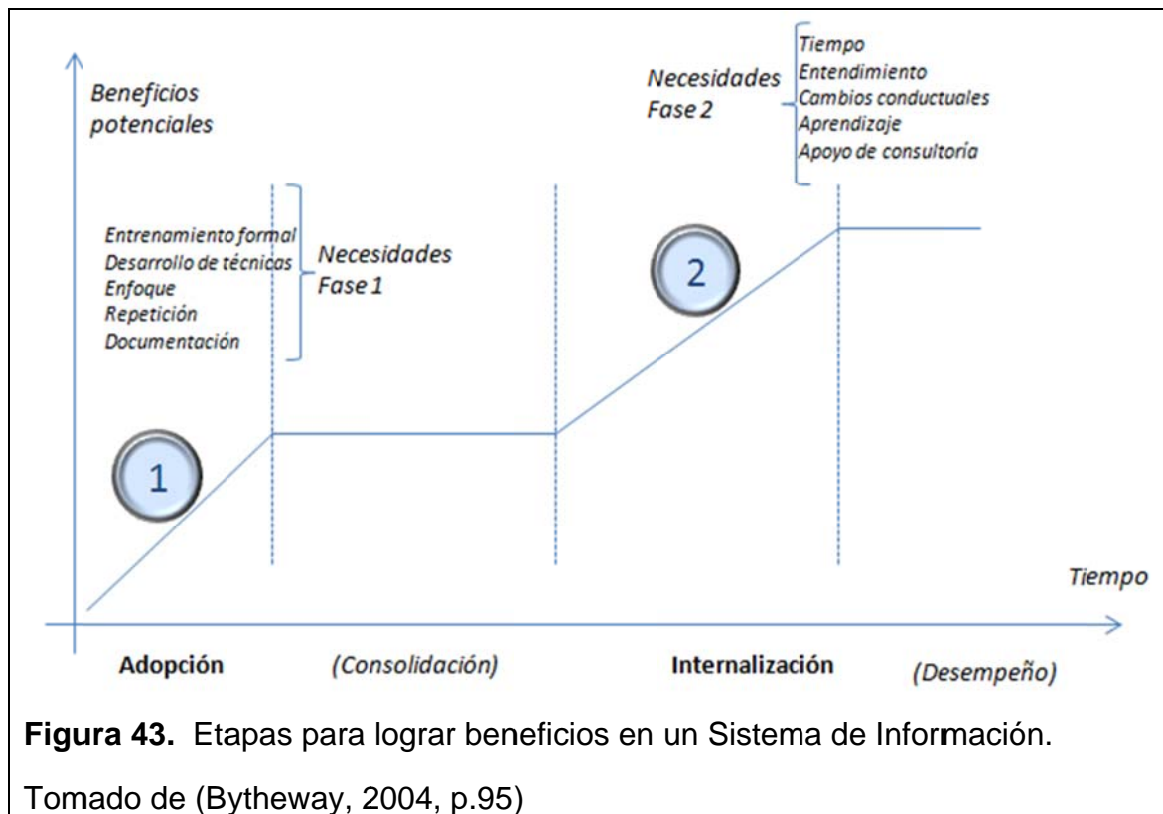 Beneficios
potenciales
Entrenamiento formal
Desarrollo de técnicas
Enfoque
Repetición
Documentación
Necesidades
Fase 1
Necesidades
Fase 2
Tiempo
Entendimiento
Cambios conductuales
Aprendizaje
Apoyo de consultoría
1
2
Tiempo
Adopción
(Consolidación)
Internalización
(Desempeño)
Figura 43. Etapas para lograr beneficios en un Sistema de Información.
Tomado de (Bytheway, 2004, p.95)